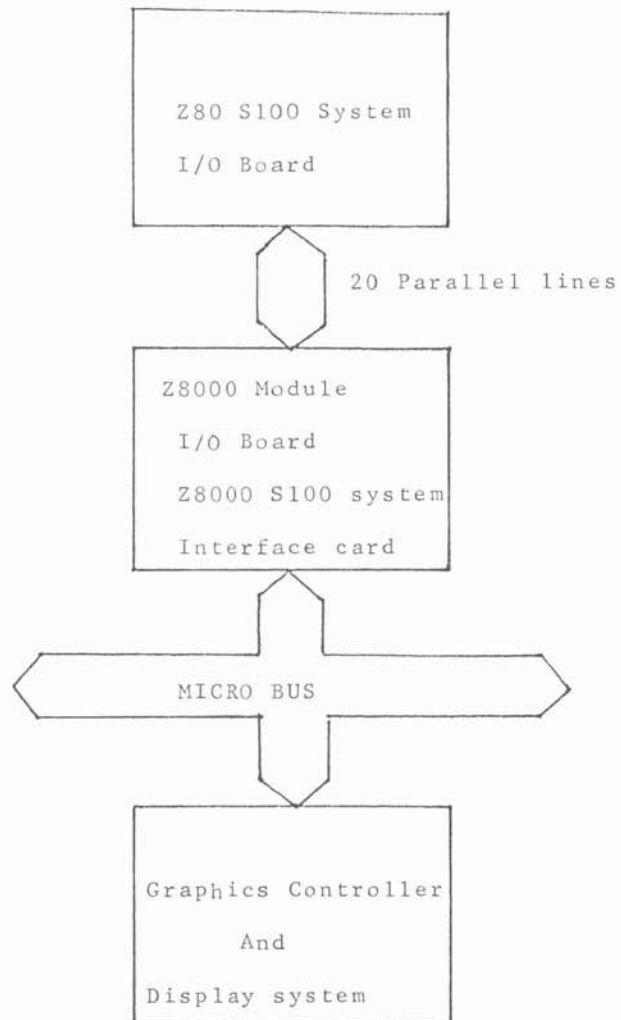 Z80 S100 System
I/O Board
20 Parallel lines
Z8000 Module
I/O Board
Z8000 S100 system
Interface card
MICRO BUS
Graphics Controller
And
Display system